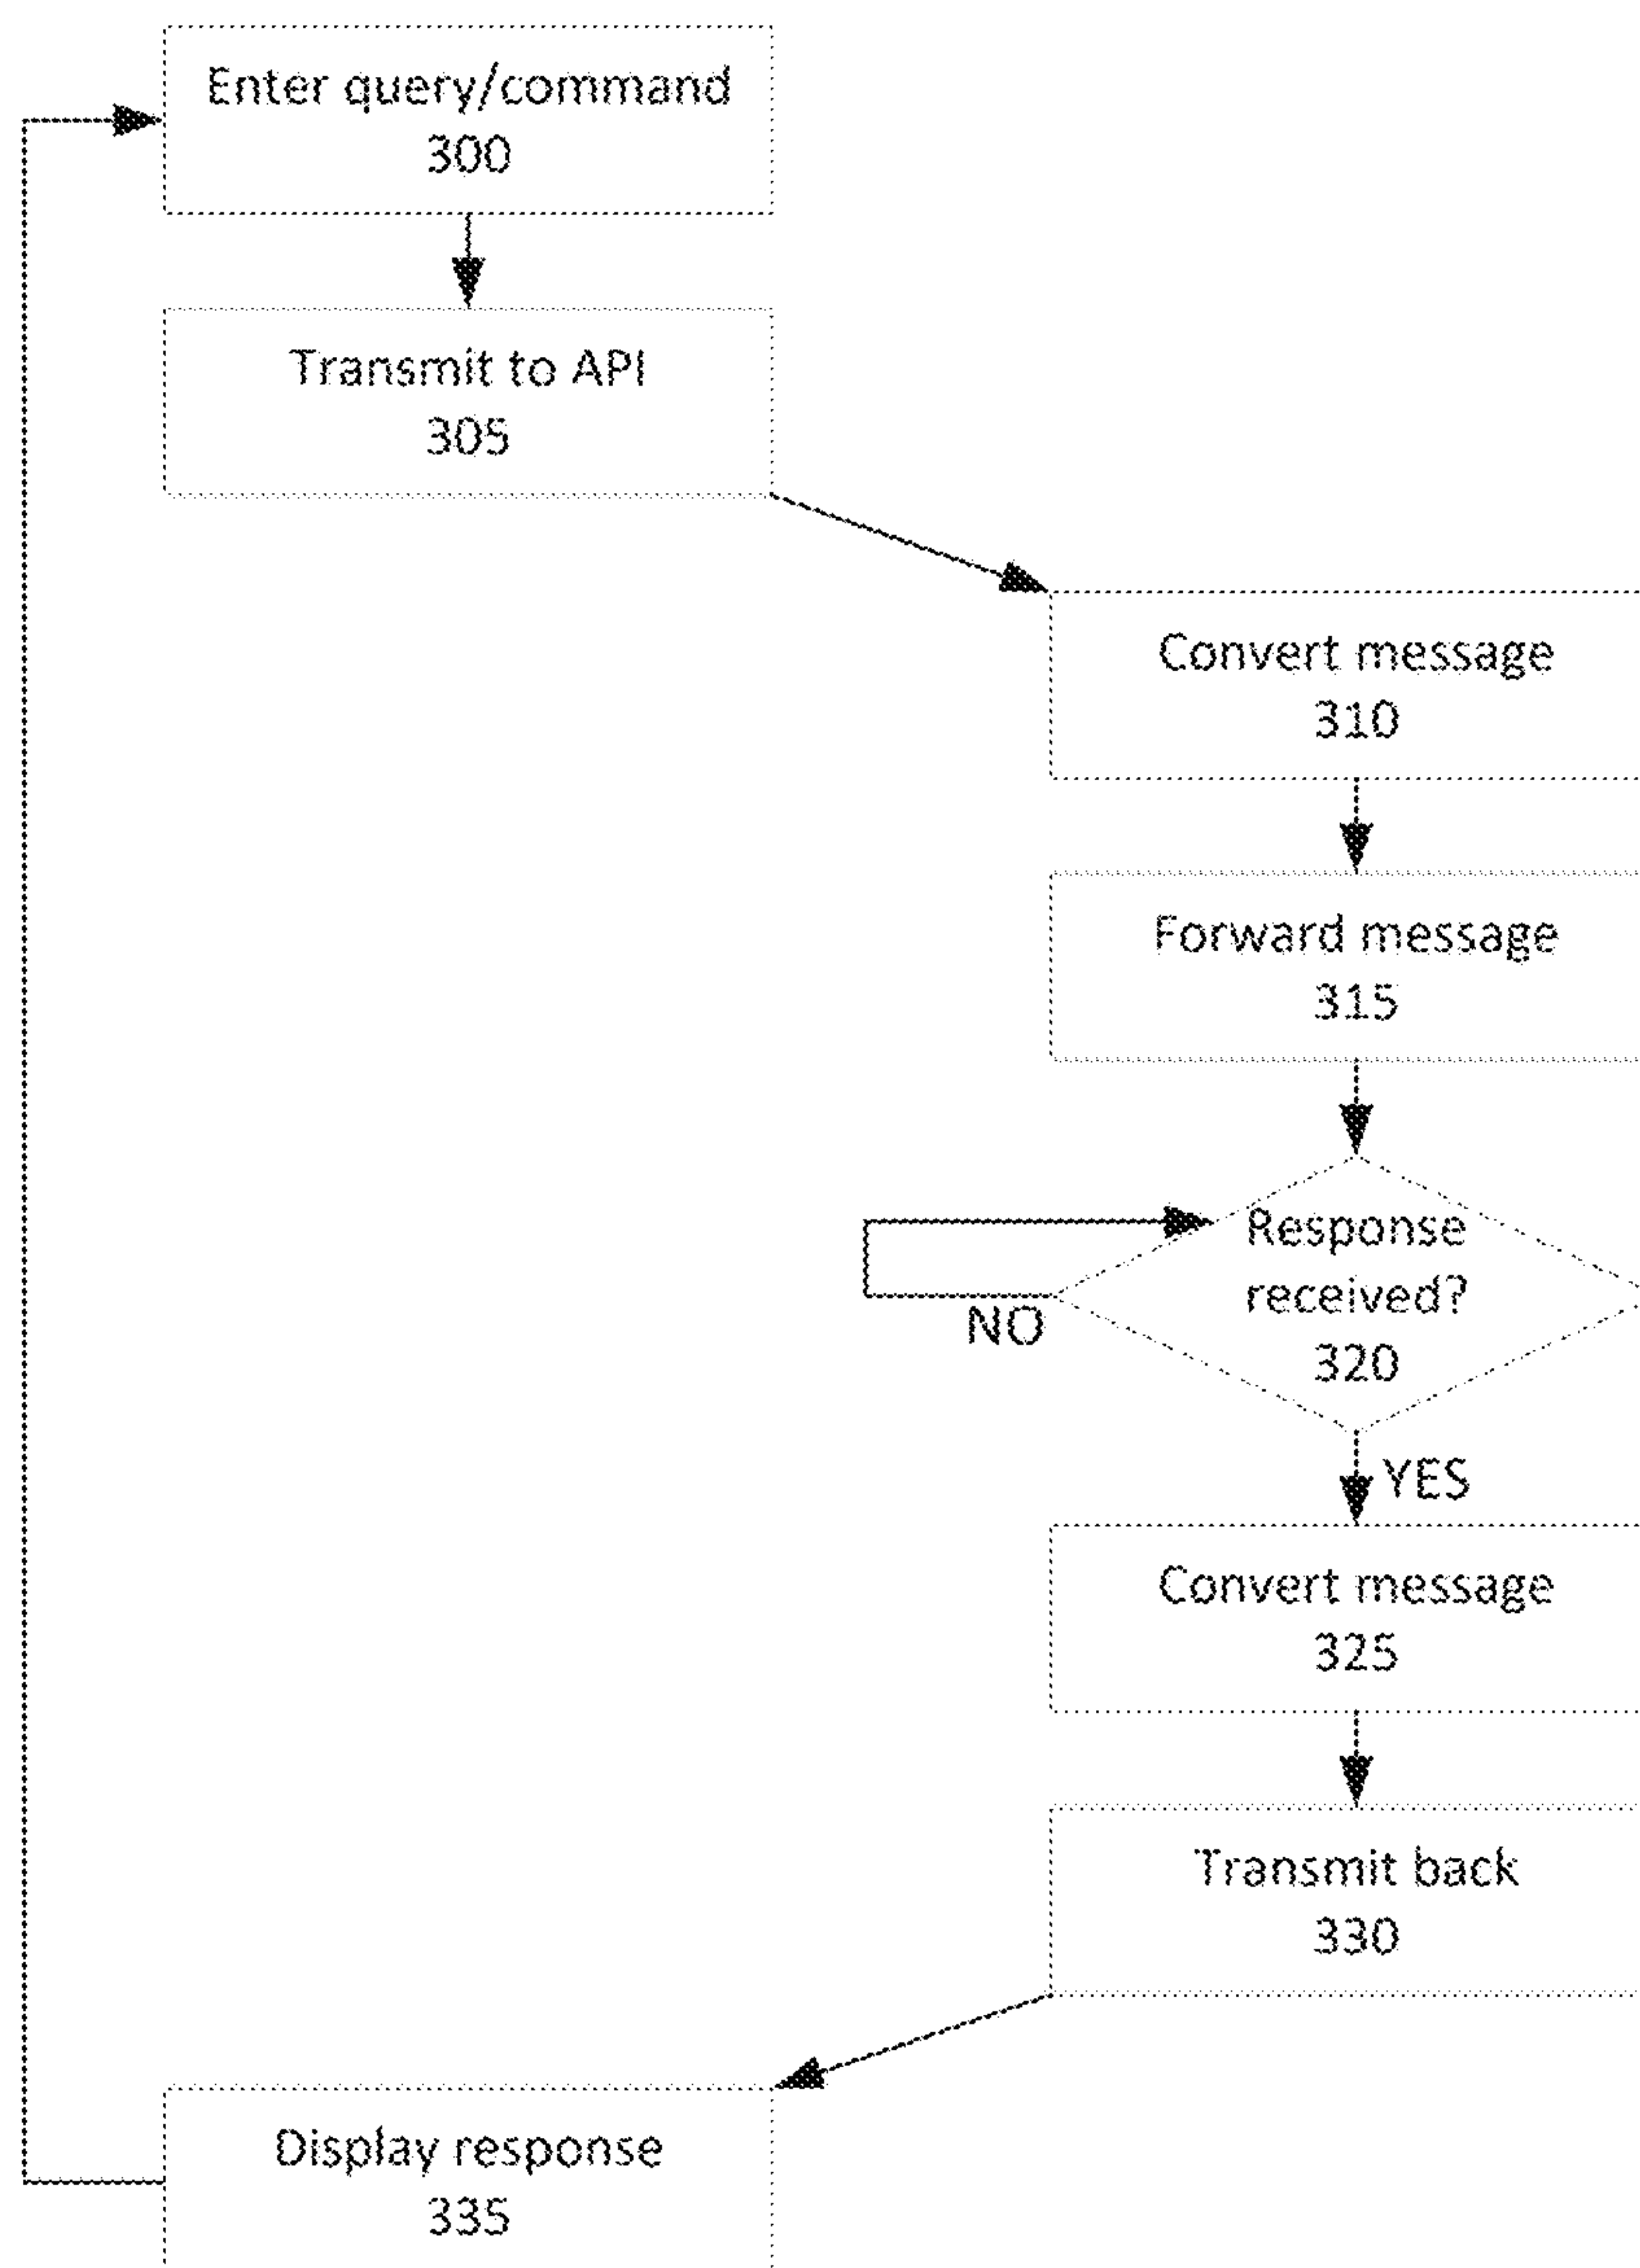 Enter query/command
300
Transmit to API
305
Convert message
310
Forward message
315
Response
received?
320
NO
YES
Convert message
325
Transmit back
330
Display response
335